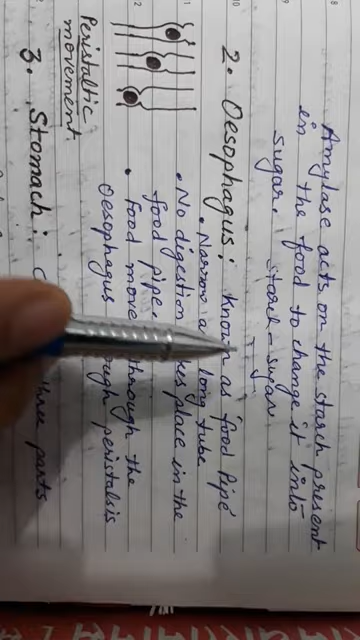 Amylase acts on the starch present
in the food to change it into
sugar. starch - sugar
2. Oesophagus: Known as food Pipe
• Narrow a long tube
• No digestion place in the
food pipe.
• Food move through the
Oesophagus peristalsis
Peristaltic
movement
3. Stomach: three parts